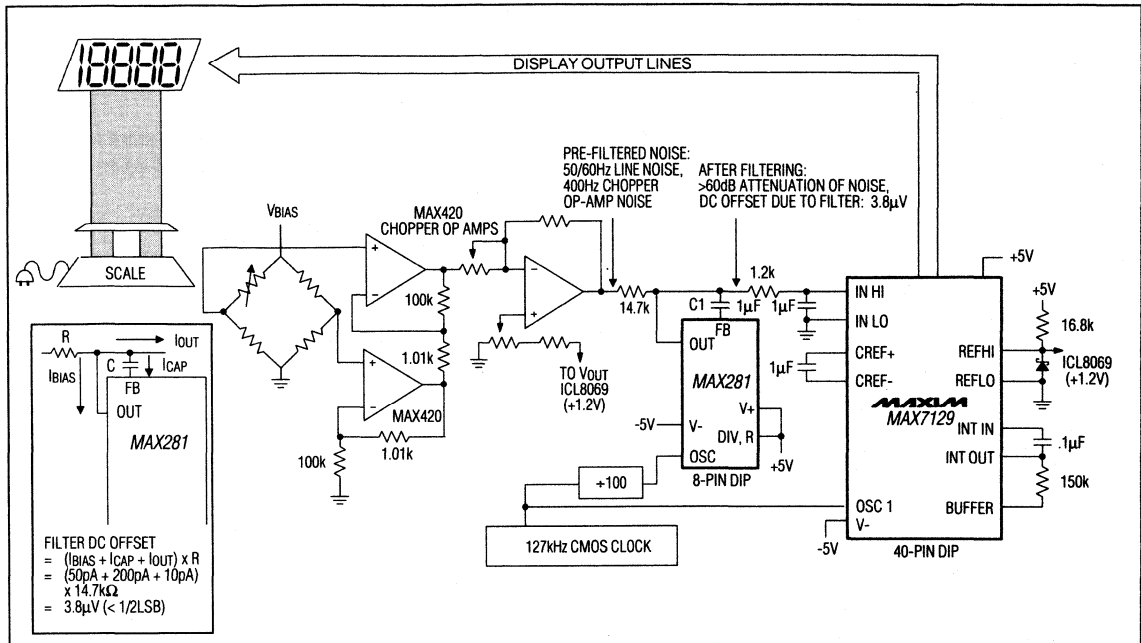 18888
DISPLAY OUTPUT LINES
SCALE
VBIAS
MAX420
CHOPPER OP AMPS
PRE-FILTERED NOISE:
50/60Hz LINE NOISE,
400Hz CHOPPER
OP-AMP NOISE
AFTER FILTERING:
>60dB ATTENUATION OF NOISE,
DC OFFSET DUE TO FILTER: 3.8µV
+
-
100k
1.01k
+
-
MAX420
1.01k
100k
-
+
TO VOUT
ICL8069
(+1.2V)
14.7k
C1
1µF
1.2k
1µF
FB
OUT
MAX281
V+
-5V
V-
DIV, R
OSC
+5V
8-PIN DIP
÷100
127kHz CMOS CLOCK
+5V
IN HI
IN LO
1µF
CREF+
CREF-
MAXIM
MAX7129
OSC 1
V-
-5V
40-PIN DIP
REFHI
REFLO
INT IN
INT OUT
BUFFER
+5V
16.8k
ICL8069
(+1.2V)
.1µF
150k
R
IOUT
C
ICAP
IBIAS
FB
OUT
MAX281
FILTER DC OFFSET
= (IBIAS + ICAP + IOUT) x R
= (50pA + 200pA + 10pA)
x 14.7kΩ
= 3.8µV (< 1/2LSB)